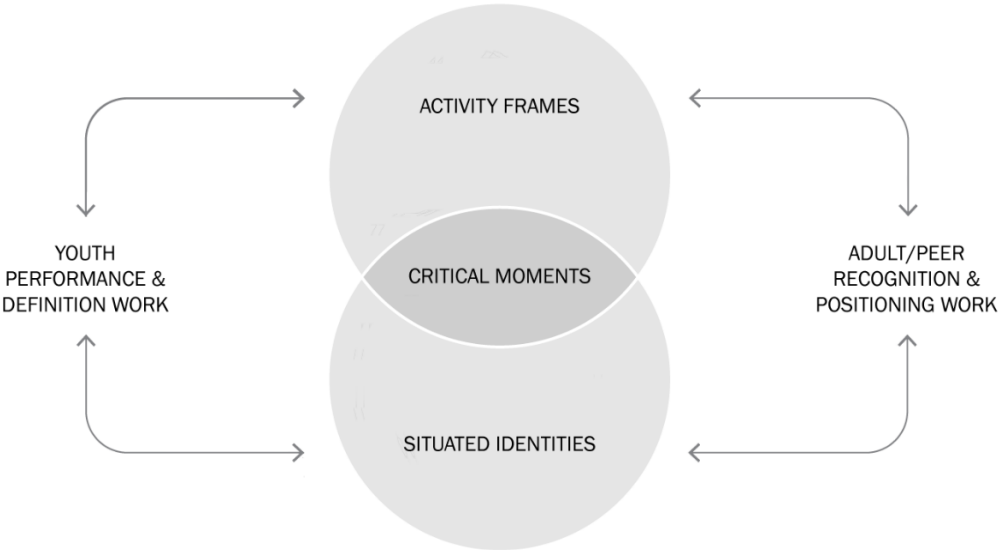 ACTIVITY FRAMES
YOUTH
PERFORMANCE &
DEFINITION WORK
CRITICAL MOMENTS
ADULT/PEER
RECOGNITION &
POSITIONING WORK
SITUATED IDENTITIES